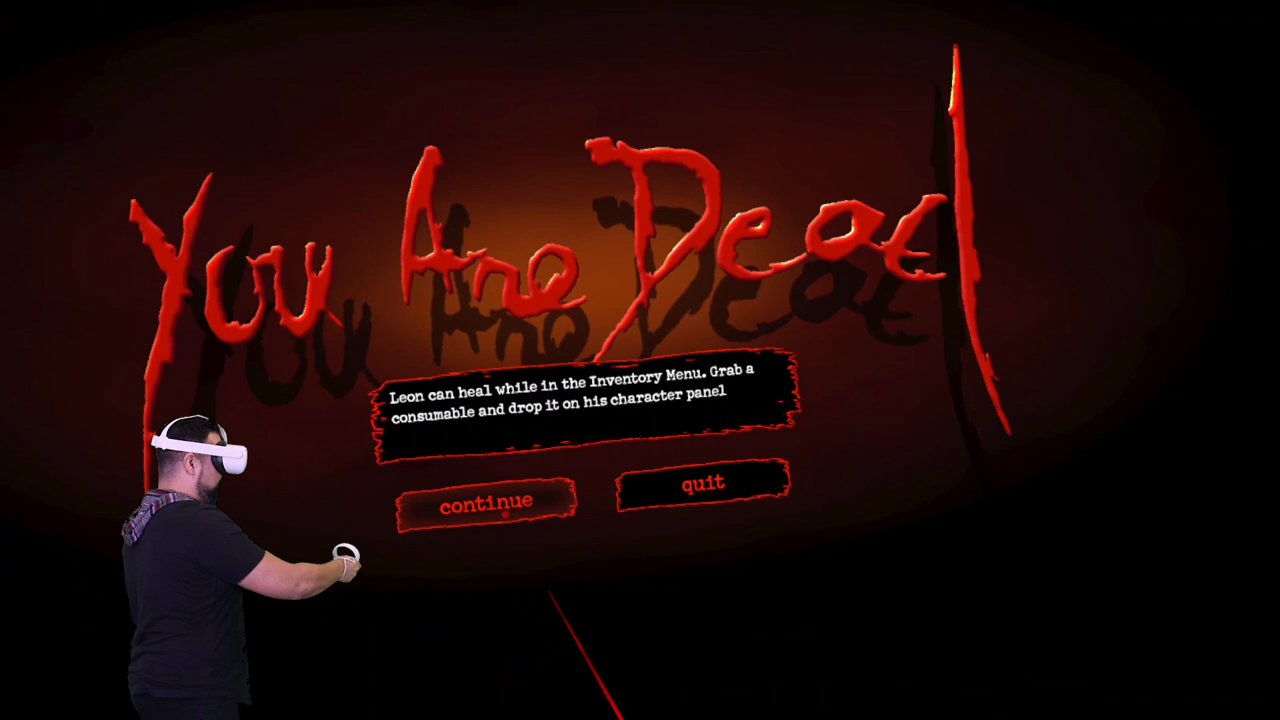 You Are Dead
Leon can heal while in the Inventory Menu. Grab a
consumable and drop it on his character panel
continue
quit